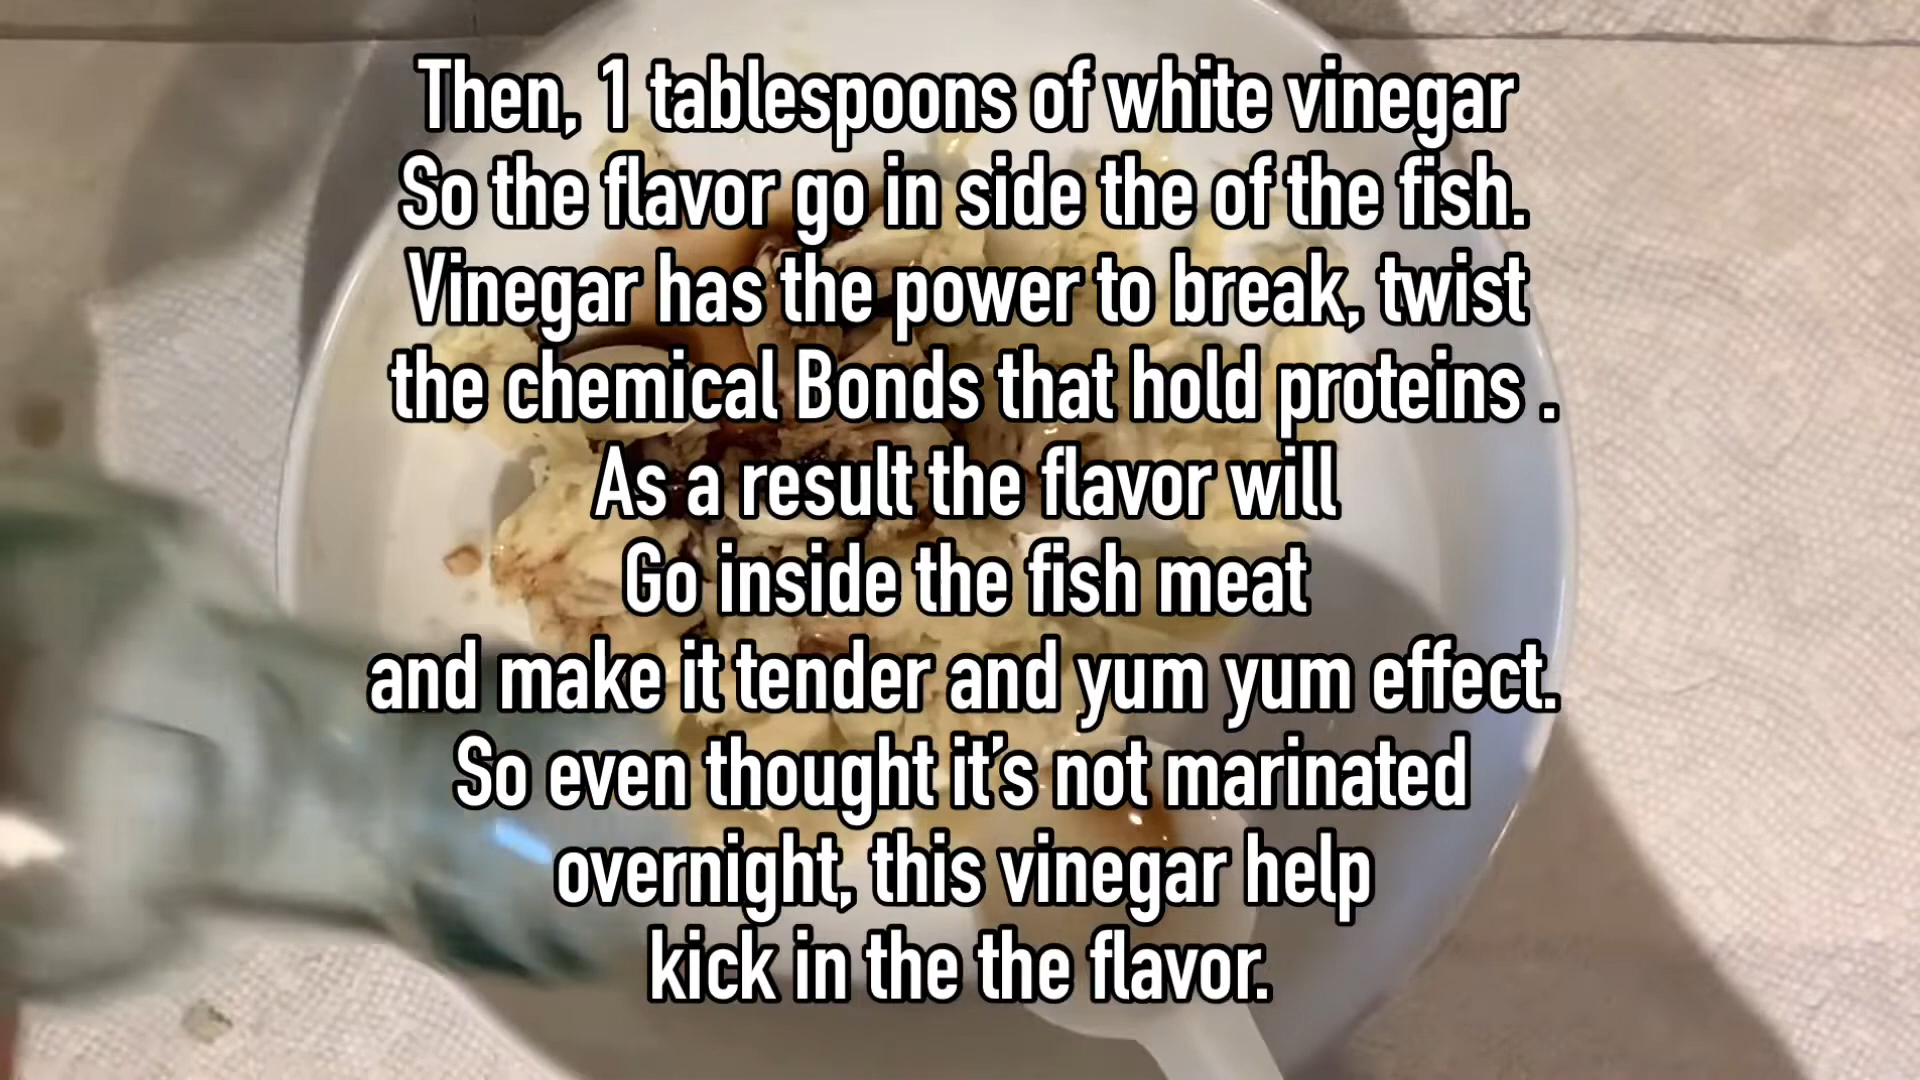 Then, 1 tablespoons of white vinegar
So the flavor go in side the of the fish.
Vinegar has the power to break, twist
the chemical Bonds that hold proteins .
As a result the flavor will
Go inside the fish meat
and make it tender and yum yum effect.
So even thought it's not marinated
overnight, this vinegar help
kick in the the flavor.